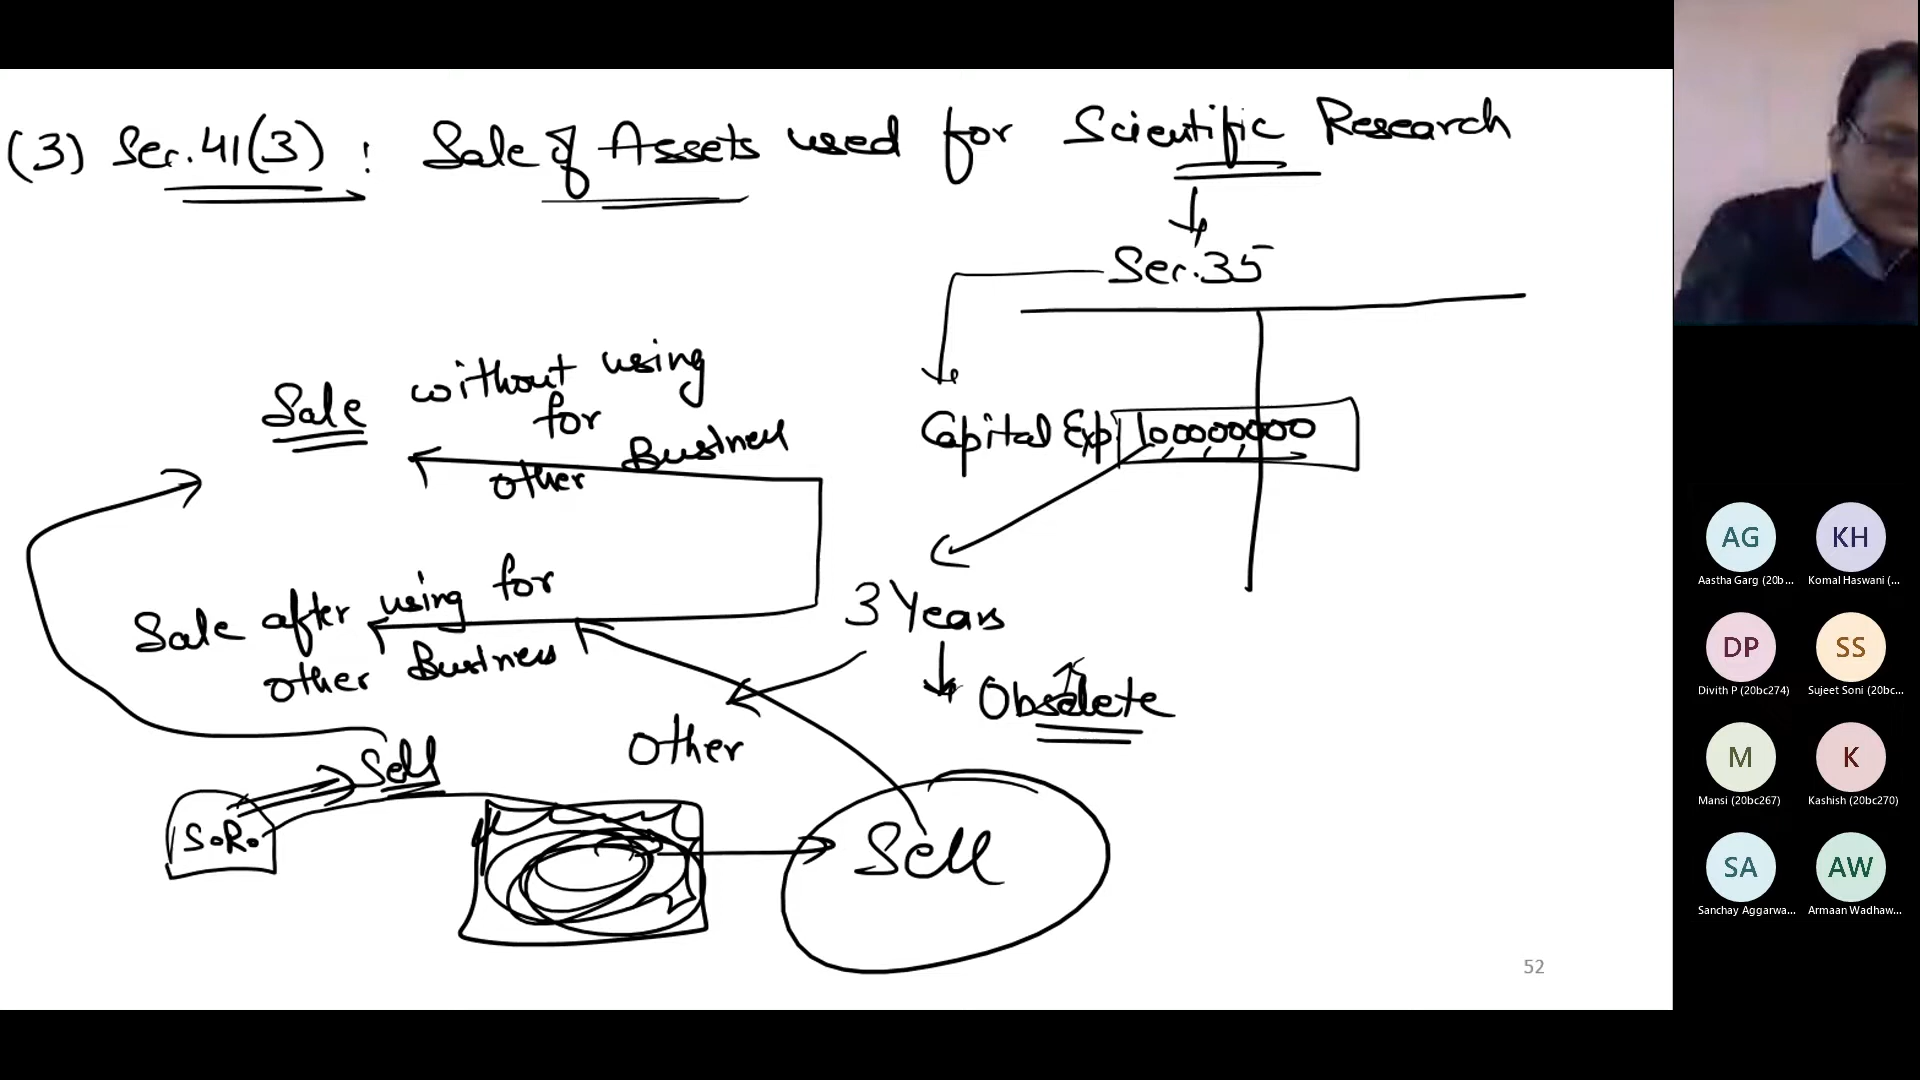 (3) Sec.41(3) : Sale of Assets used for Scientific Research
Sec.35
Sale without using
for
other Business
Capital Exp. 100000000
Sale after using for
other Business
3 Years
Obsolete
Other
Sell
S.R.
Sell
52
AG
KH
Aastha Garg (20b...
Komal Haswani (...
DP
SS
Divith P (20bc274)
Sujeet Soni (20bc...
M
K
Mansi (20bc267)
Kashish (20bc270)
SA
AW
Sanchay Aggarwa...
Armaan Wadhaw...